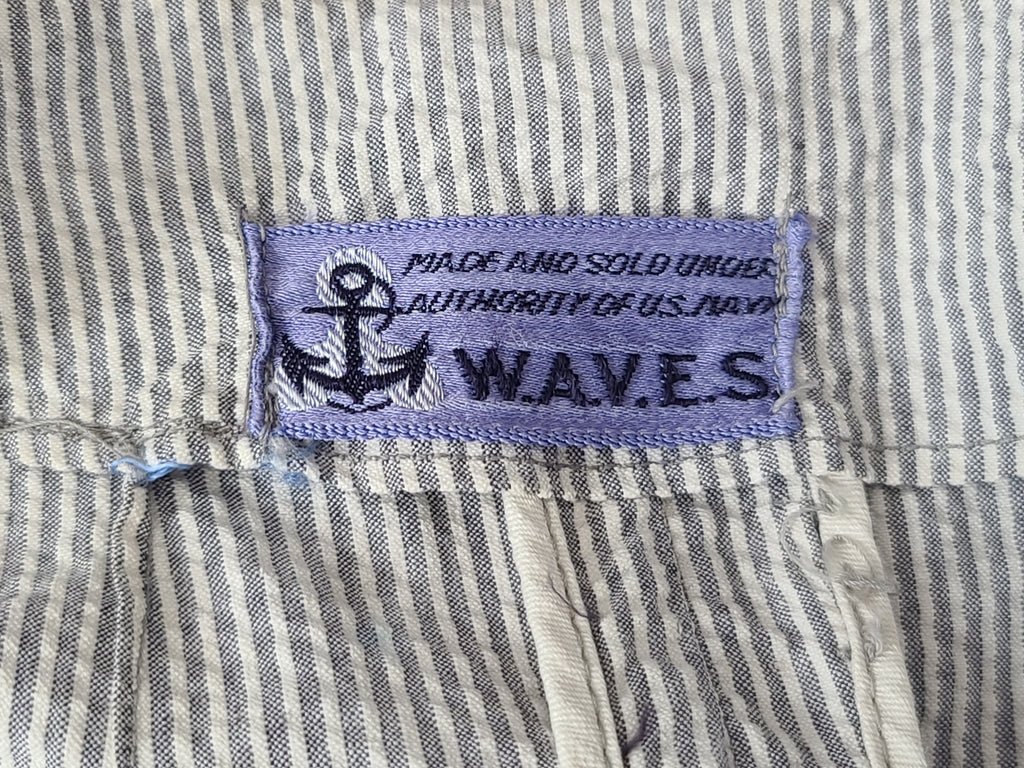 MADE AND SOLD UNDER
AUTHORITY OF U.S. NAVY
W.A.V.E.S.